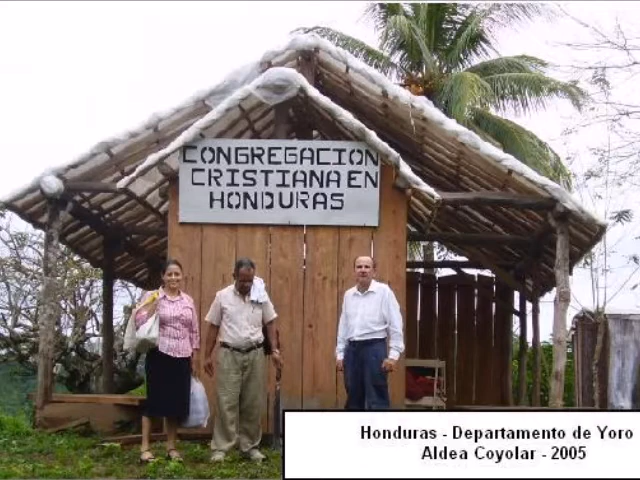 CONGREGACION
CRISTIANA EN
HONDURAS
Honduras - Departamento de Yoro
Aldea Coyolar - 2005